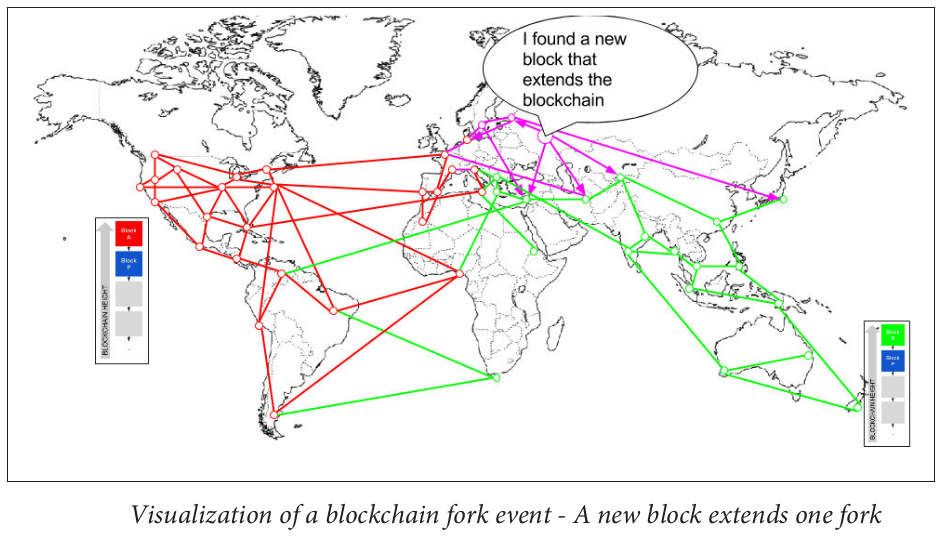 I found a new
block that
extends the
blockchain
Block
A
Block
P
BLOCKCHAIN HEIGHT
Block
B
Block
P
BLOCKCHAIN HEIGHT
Visualization of a blockchain fork event - A new block extends one fork